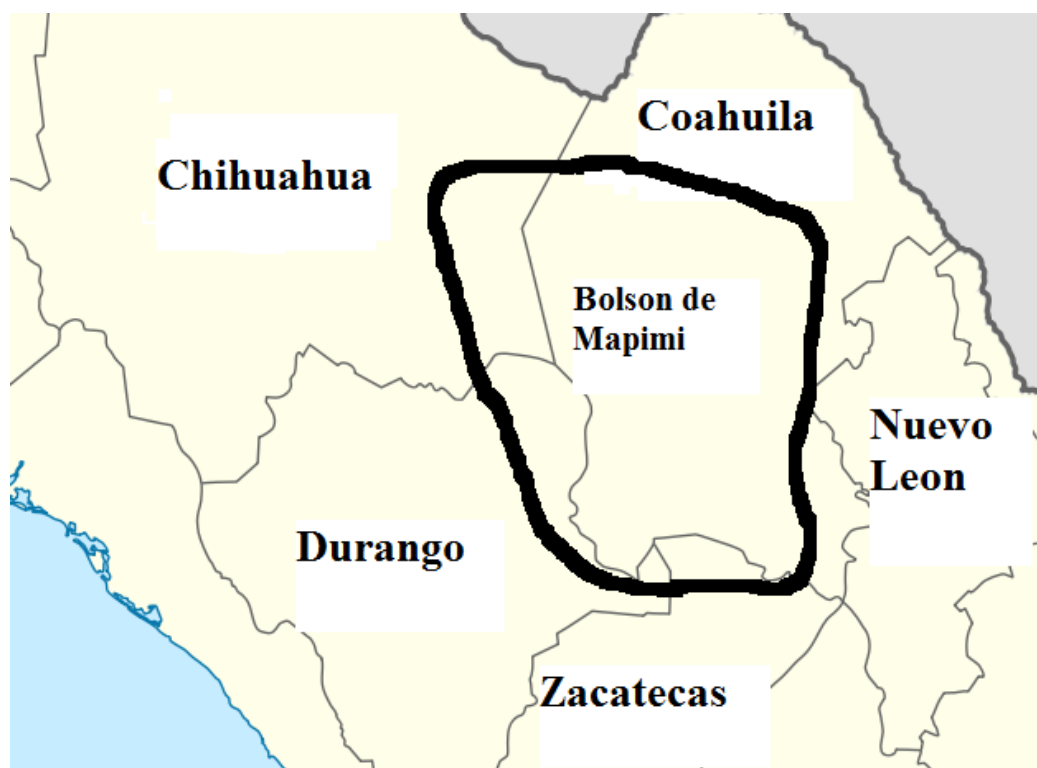 Coahuila
Chihuahua
Bolson de
Mapimi
Nuevo
Leon
Durango
Zacatecas